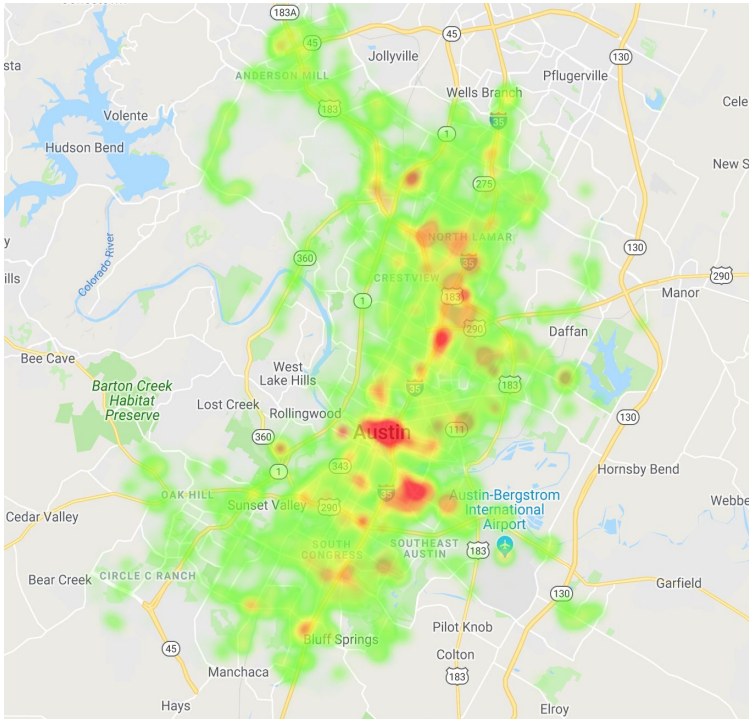 183A
45
45
Jollyville
130
sta
Pflugerville
ANDERSON MILL
183
Wells Branch
Cele
Volente
35
1
Hudson Bend
New S
275
Colorado River
y
360
NORTH LAMAR
130
35
ills
CRESTVIEW
290
Manor
183
1
290
Daffan
Bee Cave
West
Lake Hills
35
183
Barton Creek
Habitat
Preserve
Lost Creek
Rollingwood
130
Austin
111
360
343
1
Hornsby Bend
OAK HILL
Sunset Valley
290
35
Austin-Bergstrom
International
Airport
Webbe
Cedar Valley
SOUTH
CONGRESS
SOUTHEAST
AUSTIN
183
Bear Creek
CIRCLE C RANCH
Garfield
130
Bluff Springs
Pilot Knob
45
Colton
Manchaca
183
Hays
Elroy